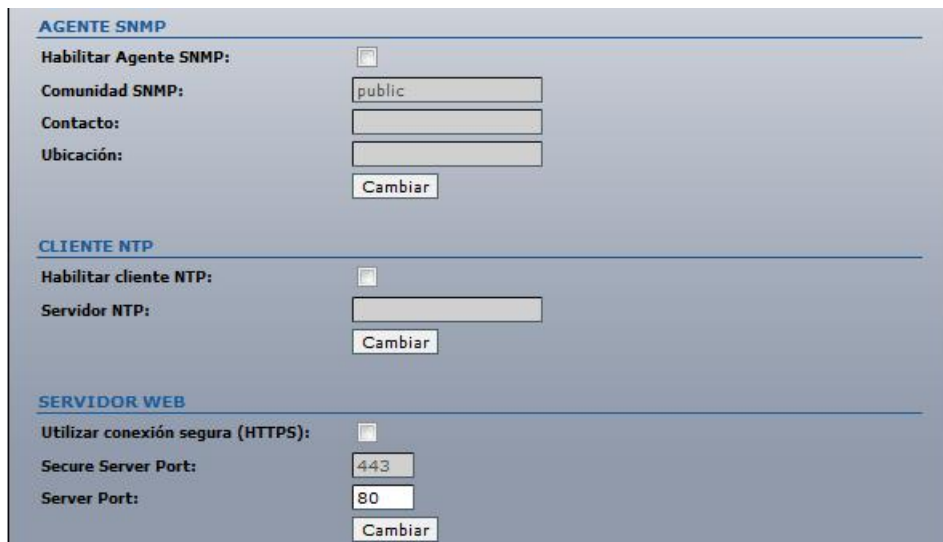 AGENTE SNMP
Habilitar Agente SNMP:
Comunidad SNMP: public
Contacto:
Ubicación:
Cambiar
CLIENTE NTP
Habilitar cliente NTP:
Servidor NTP:
Cambiar
SERVIDOR WEB
Utilizar conexión segura (HTTPS):
Secure Server Port: 443
Server Port: 80
Cambiar